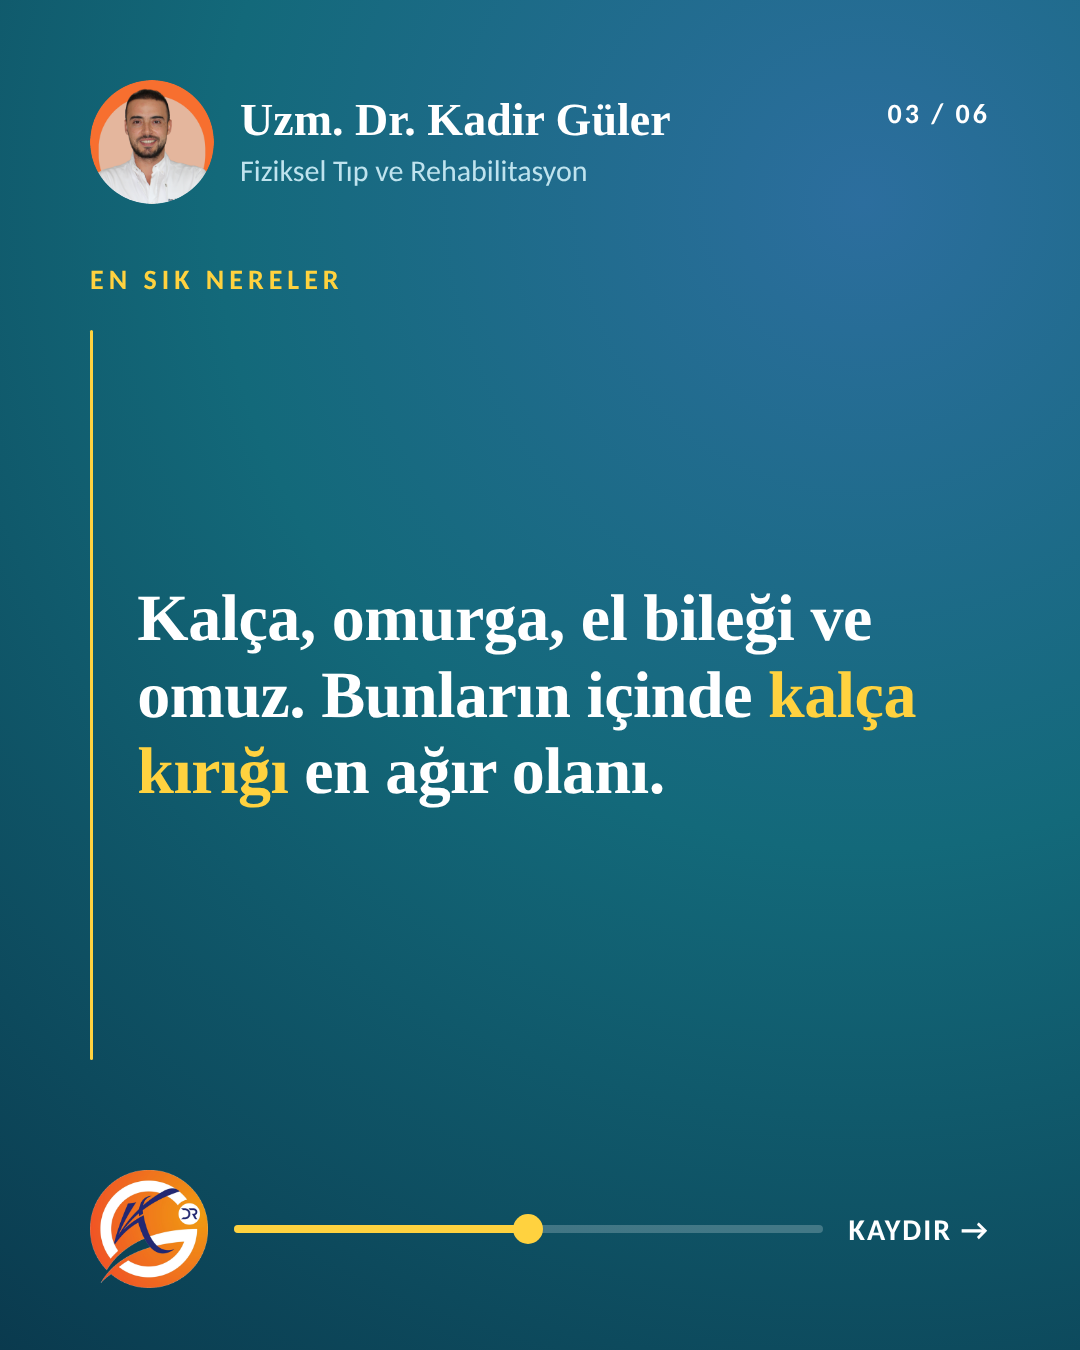 Uzm. Dr. Kadir Güler
03 / 06
Fiziksel Tıp ve Rehabilitasyon
EN SIK NERELER
Kalça, omurga, el bileği ve
omuz. Bunların içinde kalça
kırığı en ağır olanı.
DR
KAYDIR →